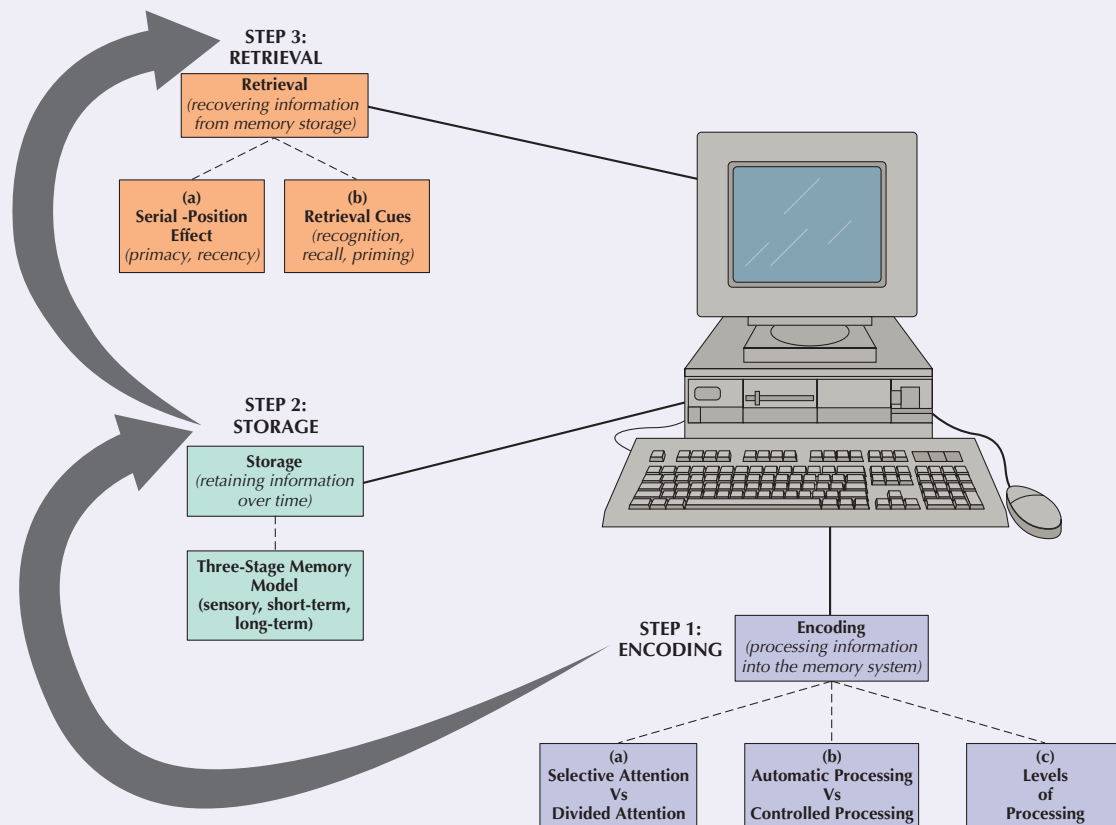 STEP 3:
RETRIEVAL
Retrieval
(recovering information
from memory storage)
(a)
Serial -Position
Effect
(primacy, recency)
(b)
Retrieval Cues
(recognition,
recall, priming)
STEP 2:
STORAGE
Storage
(retaining information
over time)
Three-Stage Memory
Model
(sensory, short-term,
long-term)
STEP 1:
ENCODING
Encoding
(processing information
into the memory system)
(a)
Selective Attention
Vs
Divided Attention
(b)
Automatic Processing
Vs
Controlled Processing
(c)
Levels
of
Processing